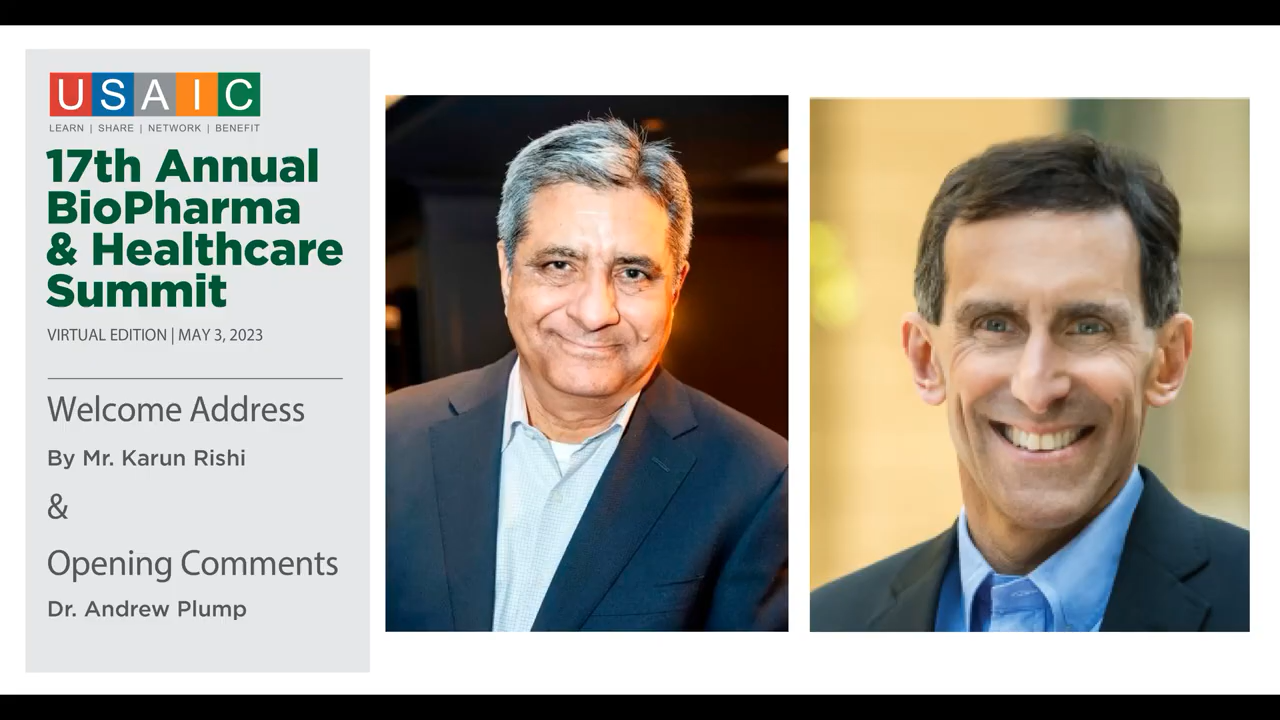 USAIC
LEARN | SHARE | NETWORK | BENEFIT
17th Annual
BioPharma
& Healthcare
Summit
VIRTUAL EDITION | MAY 3, 2023
Welcome Address
By Mr. Karun Rishi
&
Opening Comments
Dr. Andrew Plump